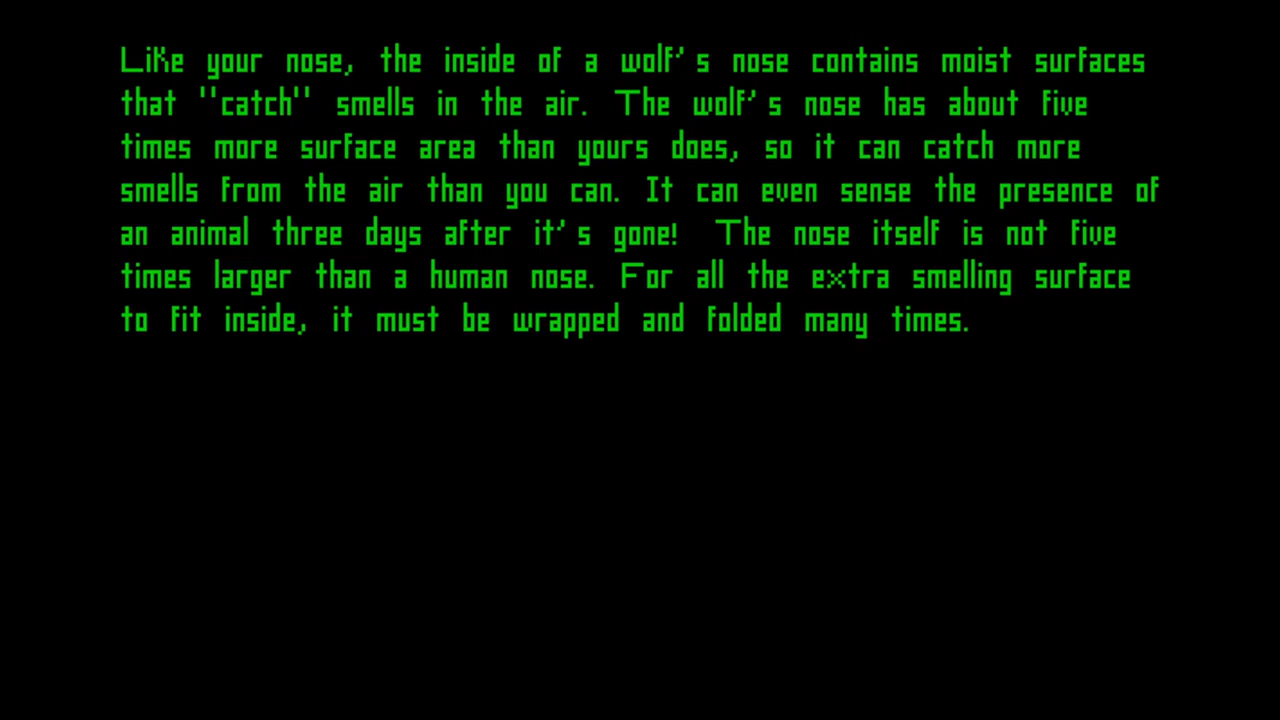 Like your nose, the inside of a wolf's nose contains moist surfaces
that "catch" smells in the air. The wolf's nose has about five
times more surface area than yours does, so it can catch more
smells from the air than you can. It can even sense the presence of
an animal three days after it's gone! The nose itself is not five
times larger than a human nose. For all the extra smelling surface
to fit inside, it must be wrapped and folded many times.